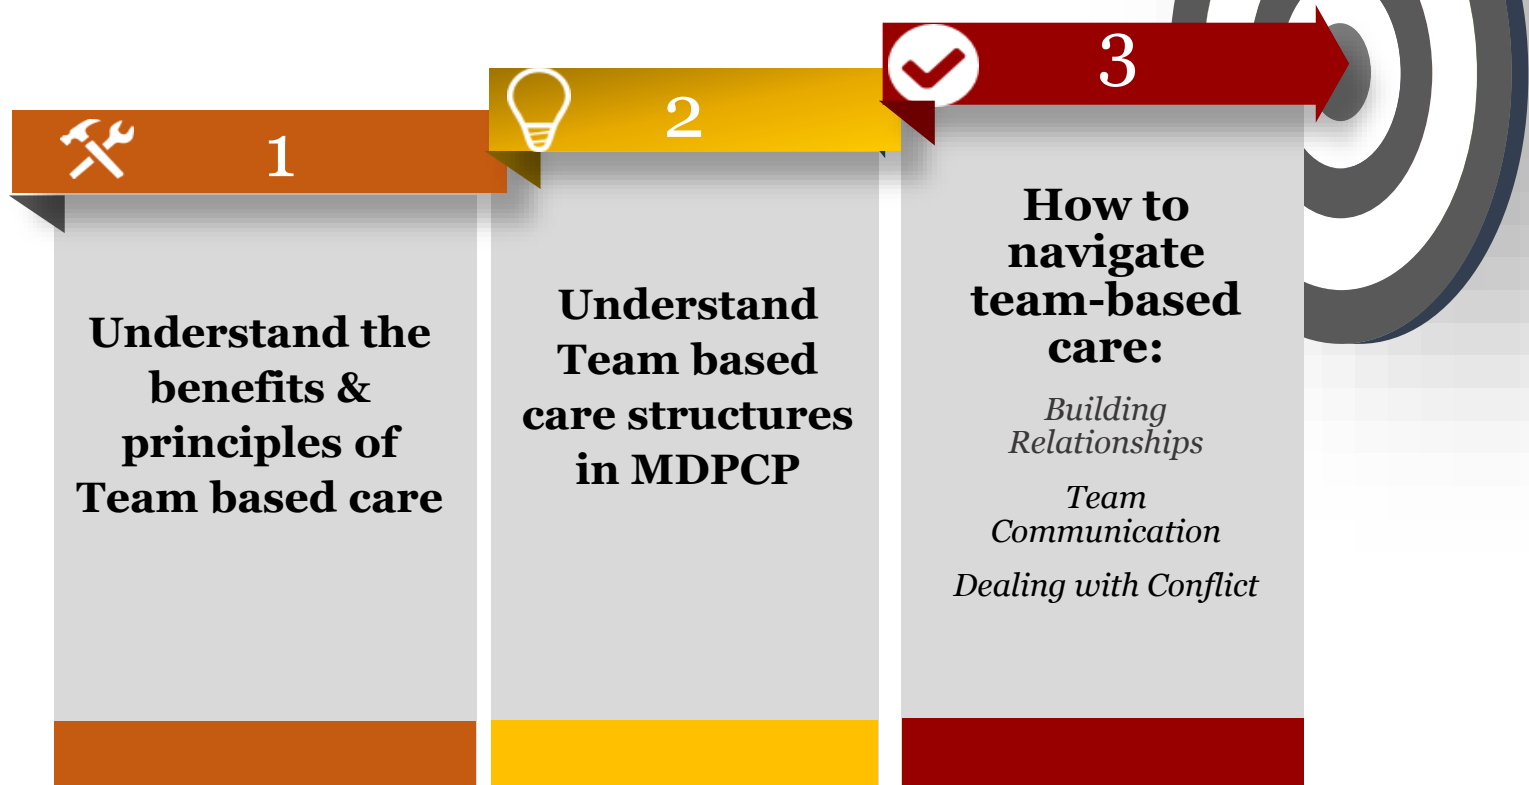 1
Understand the
benefits &
principles of
Team based care
2
Understand
Team based
care structures
in MDPCP
3
How to
navigate
team-based
care:
Building
Relationships
Team
Communication
Dealing with Conflict